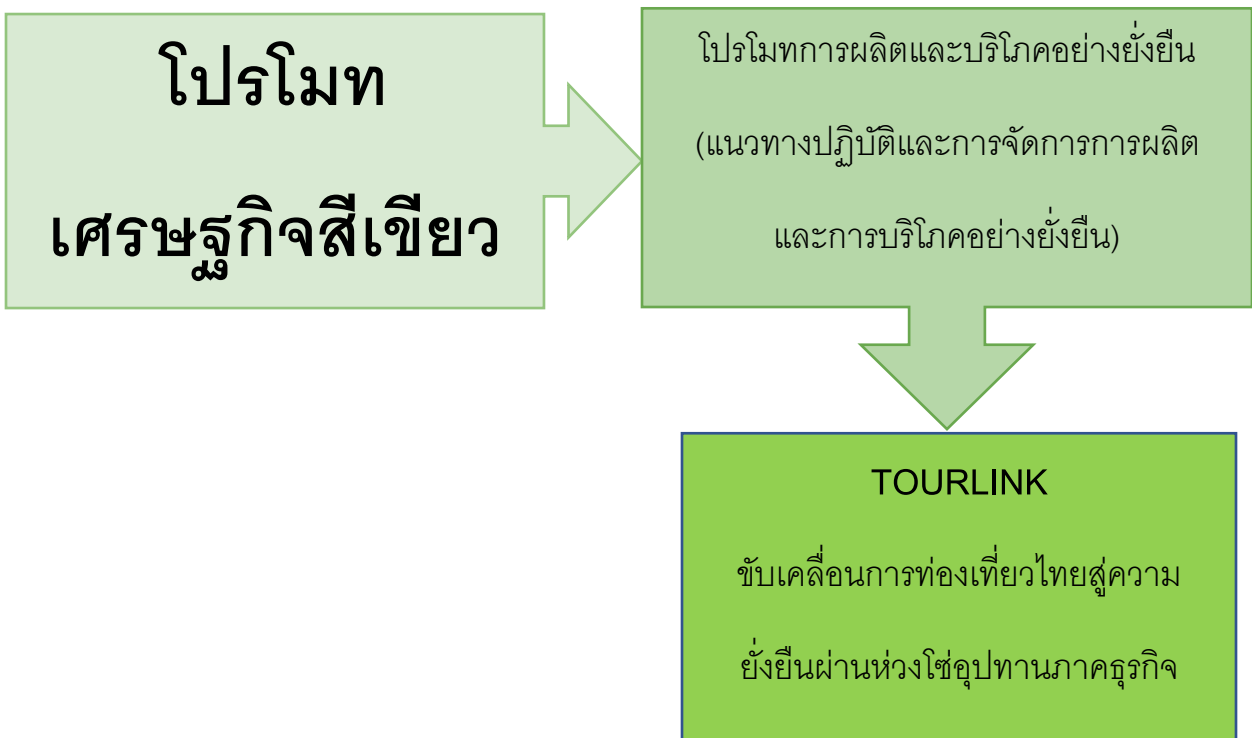 โปรโมท
เศรษฐกิจสีเขียว
โปรโมทการผลิตและบริโภคอย่างยั่งยืน
(แนวทางปฏิบัติและการจัดการการผลิต
และการบริโภคอย่างยั่งยืน)
TOURLINK
ขับเคลื่อนการท่องเที่ยวไทยสู่ความ
ยั่งยืนผ่านห่วงโซ่อุปทานภาคธุรกิจ